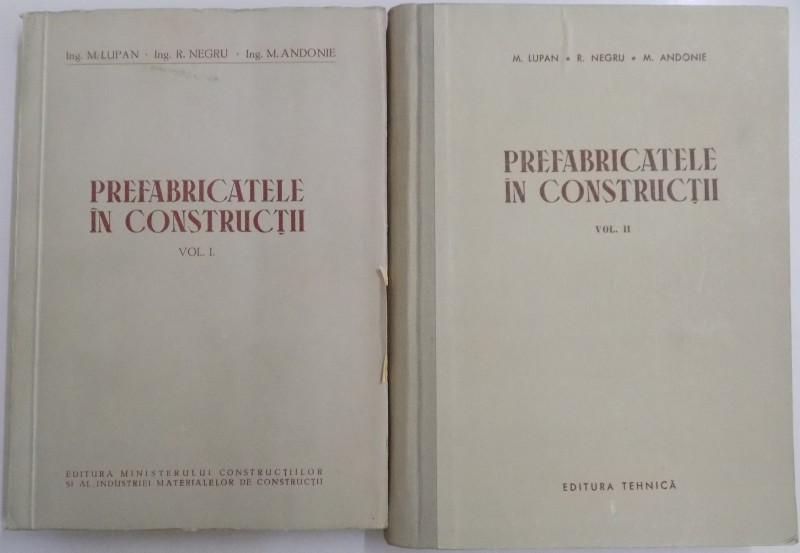 Ing. M. LUPAN · Ing. R. NEGRU · Ing. M. ANDONIE
PREFABRICATELE
ÎN CONSTRUCŢII
VOL. I.
EDITURA MINISTERULUI CONSTRUCŢIILOR
ŞI AL INDUSTRIEI MATERIALELOR DE CONSTRUCŢII
M. LUPAN • R. NEGRU • M. ANDONIE
PREFABRICATELE
ÎN CONSTRUCŢII
VOL. II
EDITURA TEHNICĂ